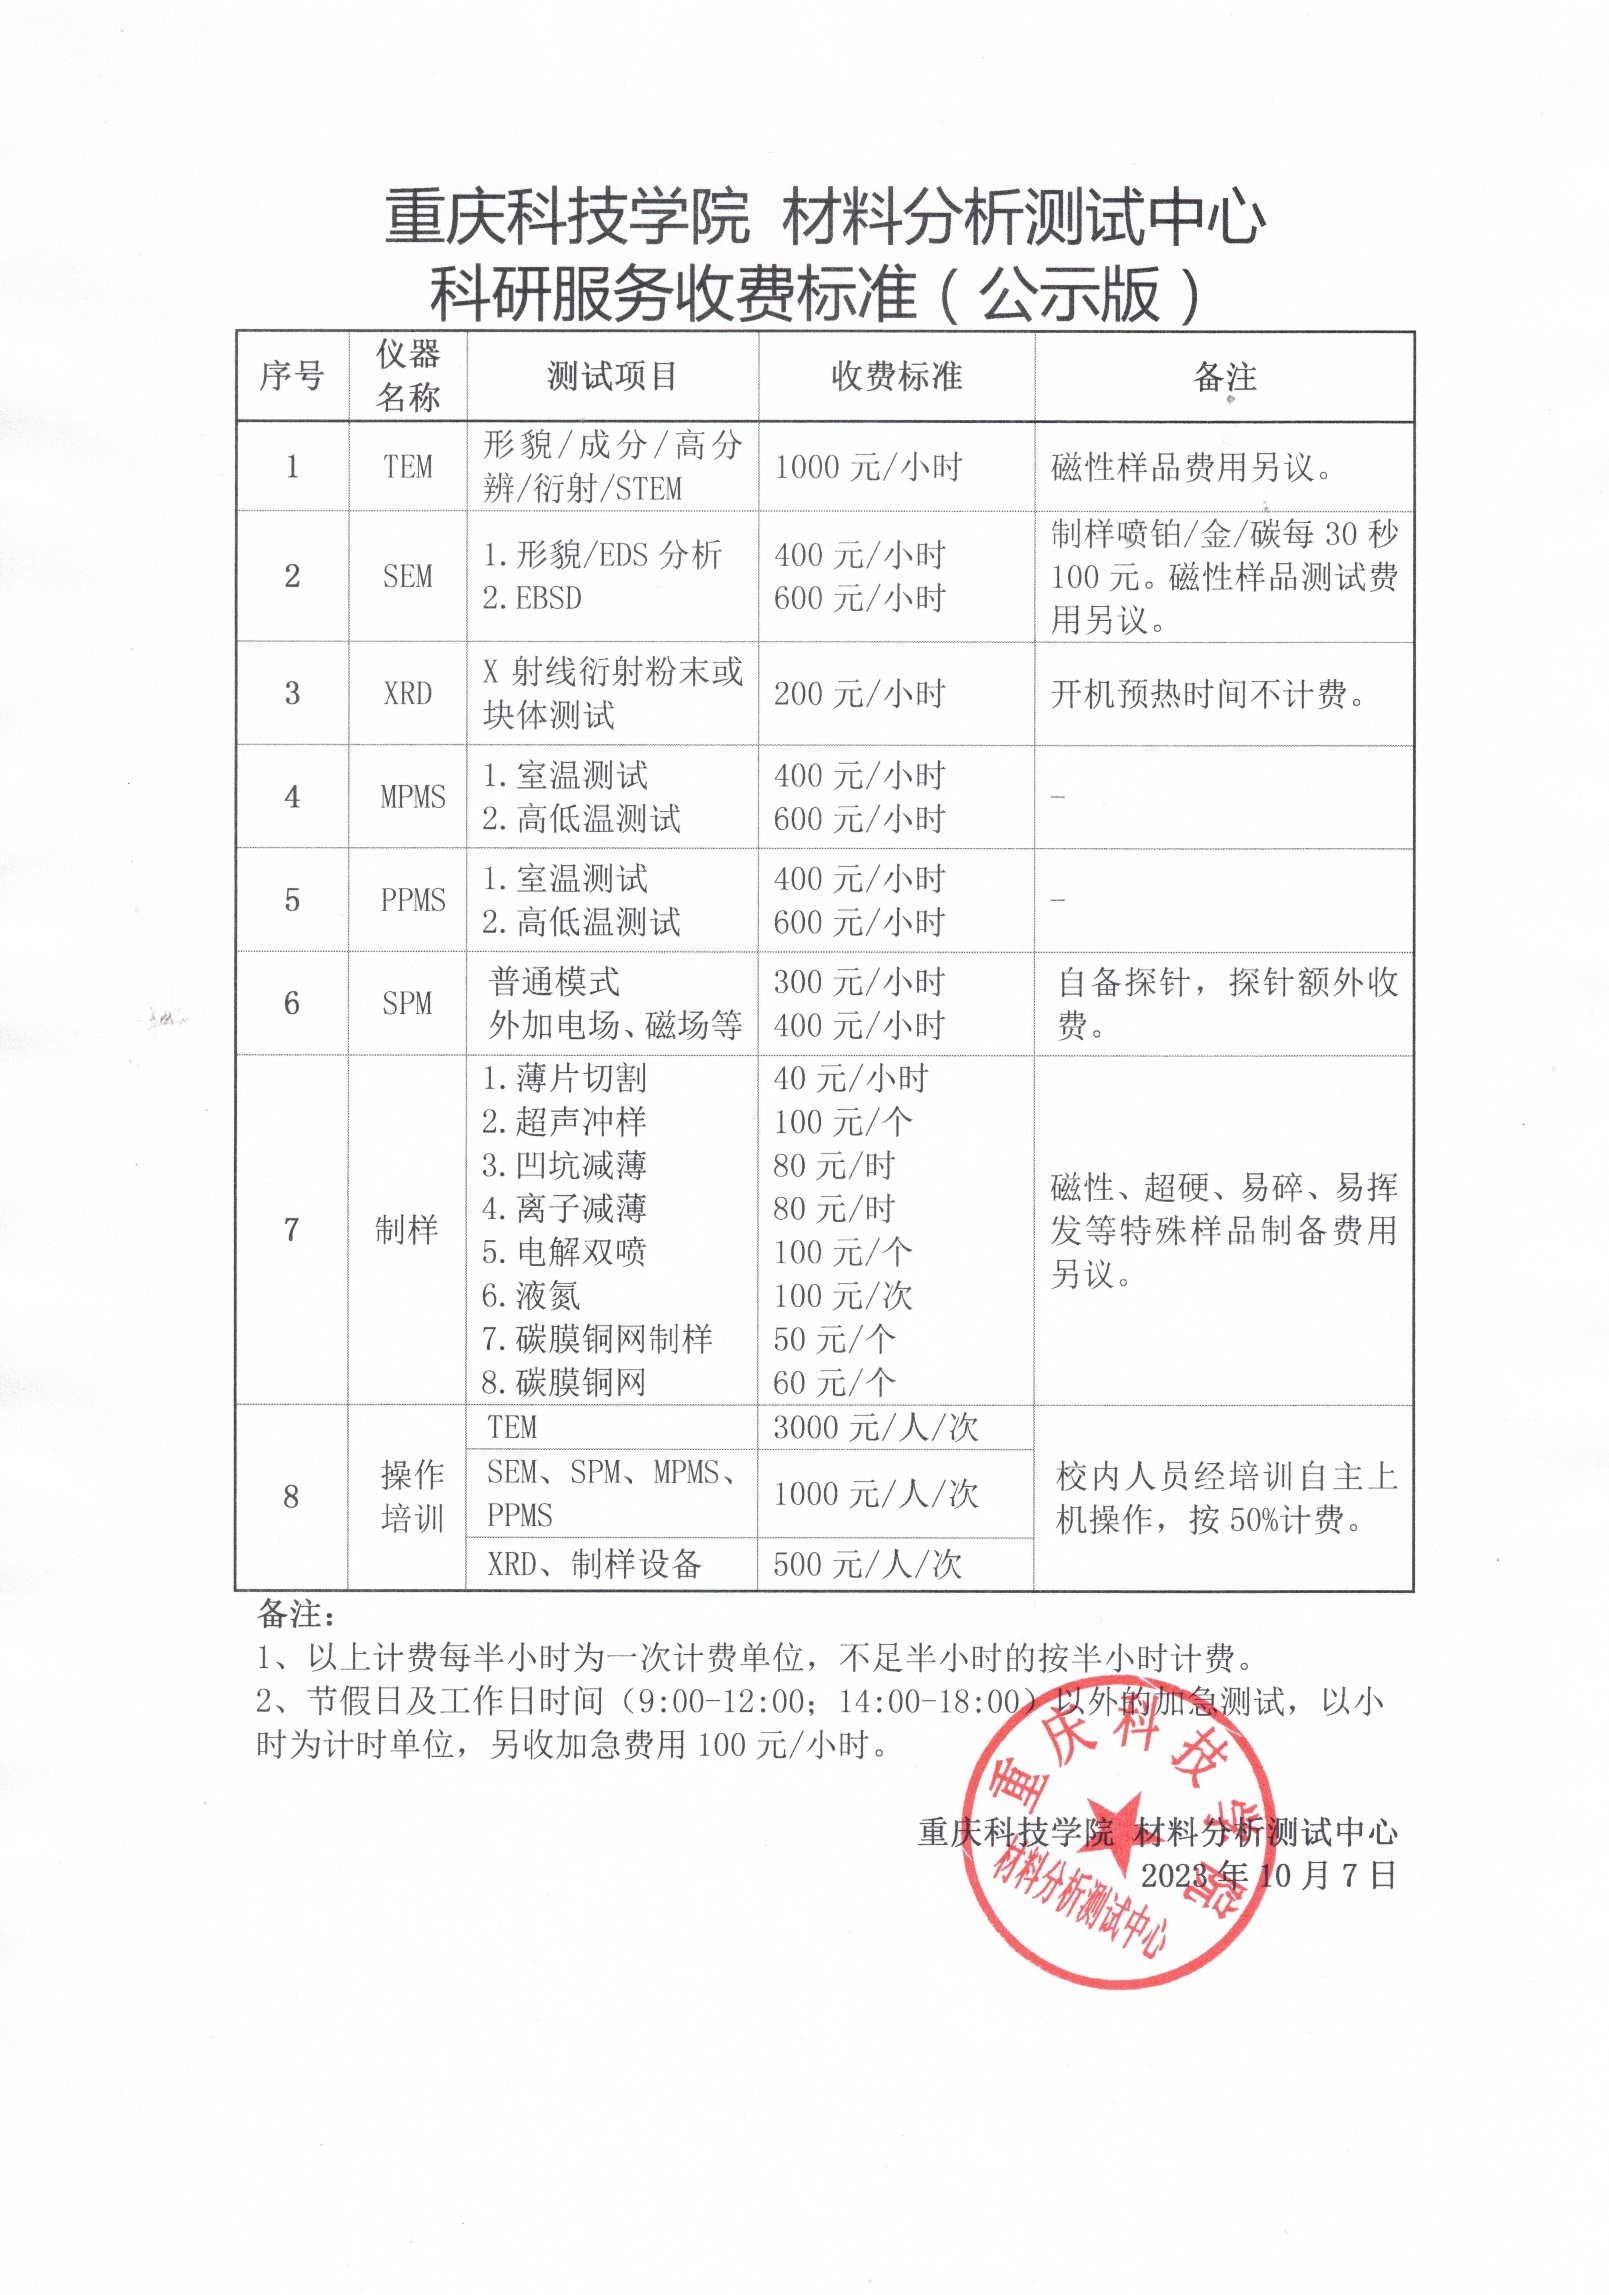 重庆科技学院 材料分析测试中心
科研服务收费标准（公示版）
序号
仪器
名称
测试项目
收费标准
备注
1
TEM
形貌/成分/高分
辨/衍射/STEM
1000 元/小时
磁性样品费用另议。
2
SEM
1. 形貌/EDS 分析
2. EBSD
400 元/小时
600 元/小时
制样喷铂/金/碳每 30 秒
100 元。磁性样品测试费
用另议。
3
XRD
X 射线衍射粉末或
块体测试
200 元/小时
开机预热时间不计费。
4
MPMS
1. 室温测试
2. 高低温测试
400 元/小时
600 元/小时
–
5
PPMS
1. 室温测试
2. 高低温测试
400 元/小时
600 元/小时
–
6
SPM
普通模式
外加电场、磁场等
300 元/小时
400 元/小时
自备探针，探针额外收
费。
7
制样
1. 薄片切割
2. 超声冲样
3. 凹坑减薄
4. 离子减薄
5. 电解双喷
6. 液氮
7. 碳膜铜网制样
8. 碳膜铜网
40 元/小时
100 元/个
80 元/时
80 元/时
100 元/个
100 元/次
50 元/个
60 元/个
磁性、超硬、易碎、易挥
发等特殊样品制备费用
另议。
8
操作
培训
TEM
3000 元/人/次
SEM、SPM、MPMS、
PPMS
1000 元/人/次
XRD、制样设备
500 元/人/次
校内人员经培训自主上
机操作，按 50%计费。
备注：
1、以上计费每半小时为一次计费单位，不足半小时的按半小时计费。
2、节假日及工作日时间（9:00-12:00；14:00-18:00）以外的加急测试，以小
时为计时单位，另收加急费用 100 元/小时。
重庆科技学院 材料分析测试中心
2023 年 10 月 7 日
重庆科技学院
材料分析测试中心